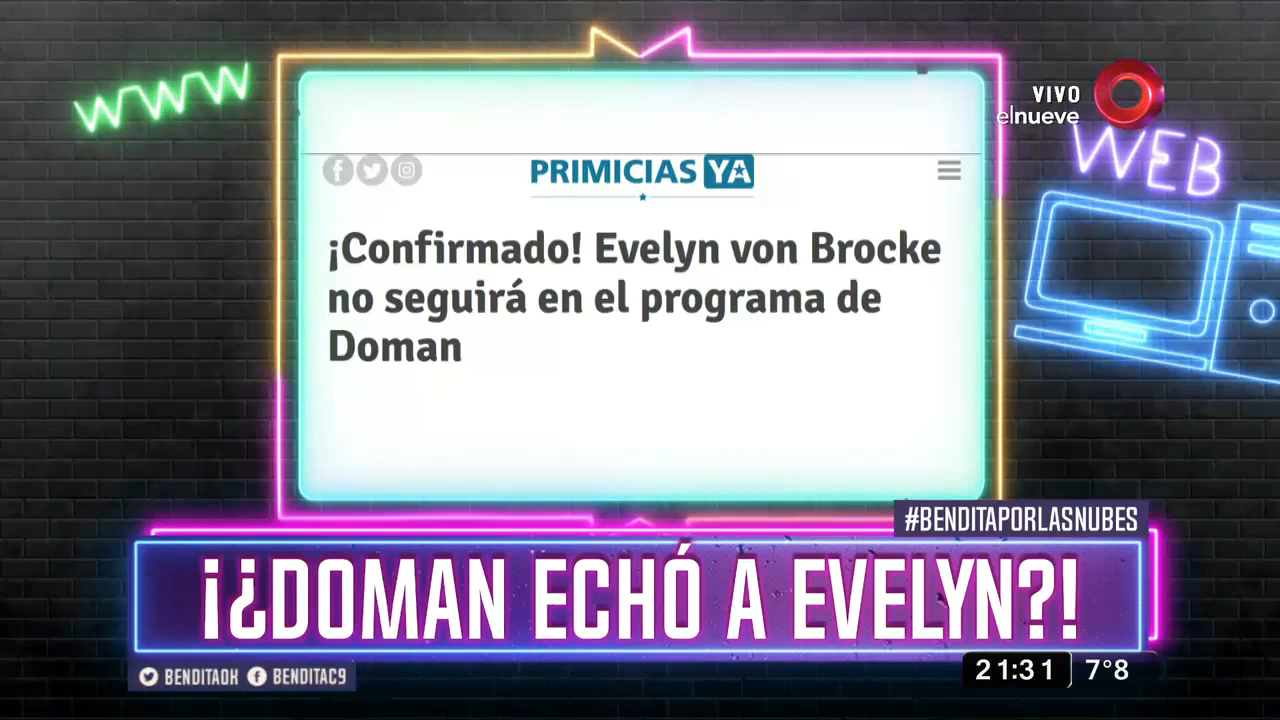 WWW
VIVO
elnueve
WEB
PRIMICIAS YA
¡Confirmado! Evelyn von Brocke
no seguirá en el programa de
Doman
#BENDITAPORLASNUBES
¡¿DOMAN ECHÓ A EVELYN?!
BENDITAOK BENDITAC9
21:31 7°8